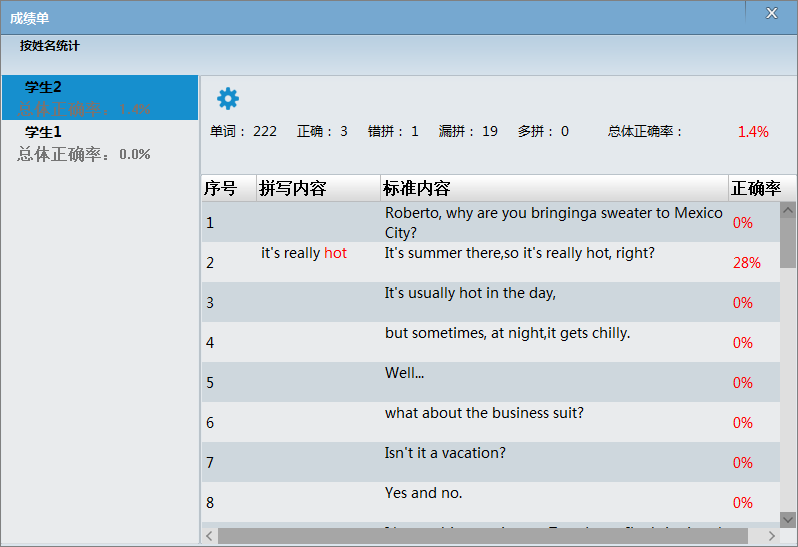 成绩单
按姓名统计
学生2
总体正确率：1.4%
学生1
总体正确率：0.0%
单词： 222 正确： 3 错拼： 1 漏拼： 19 多拼： 0 总体正确率： 1.4%
序号 拼写内容 标准内容 正确率
1 Roberto, why are you bringinga sweater to Mexico City? 0%
2 it's really hot It's summer there,so it's really hot, right? 28%
3 It's usually hot in the day, 0%
4 but sometimes, at night,it gets chilly. 0%
5 Well... 0%
6 what about the business suit? 0%
7 Isn't it a vacation? 0%
8 Yes and no. 0%